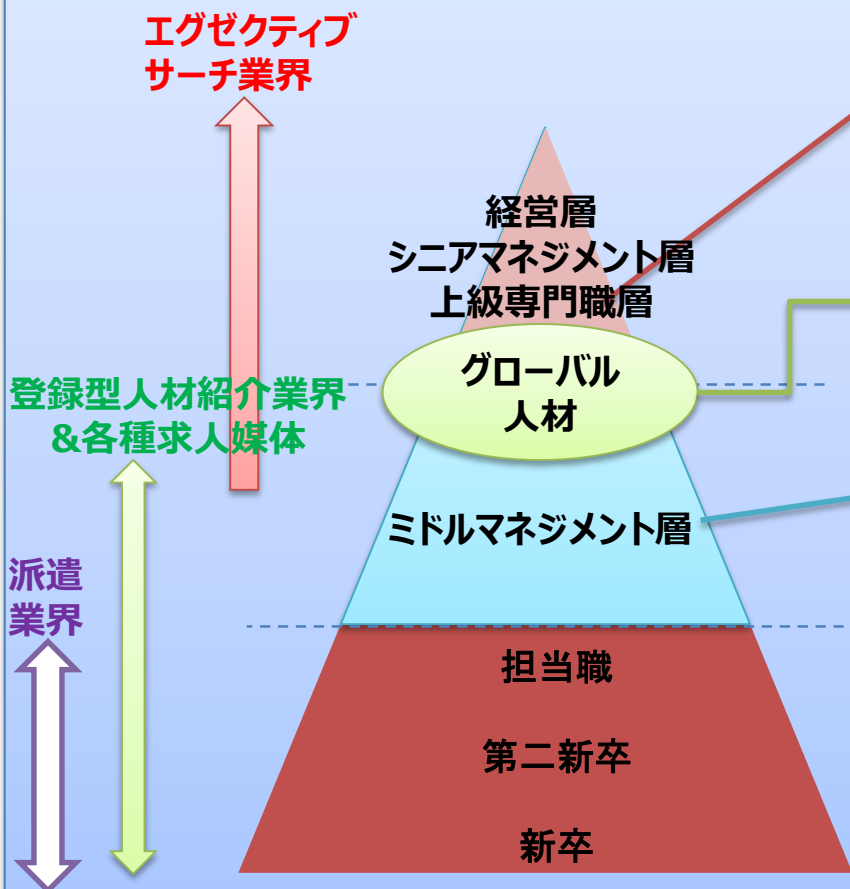 エグゼクティブ
サーチ業界
経営層
シニアマネジメント層
上級専門職層
グローバル
人材
登録型人材紹介業界
&各種求人媒体
ミドルマネジメント層
派遣
業界
担当職
第二新卒
新卒